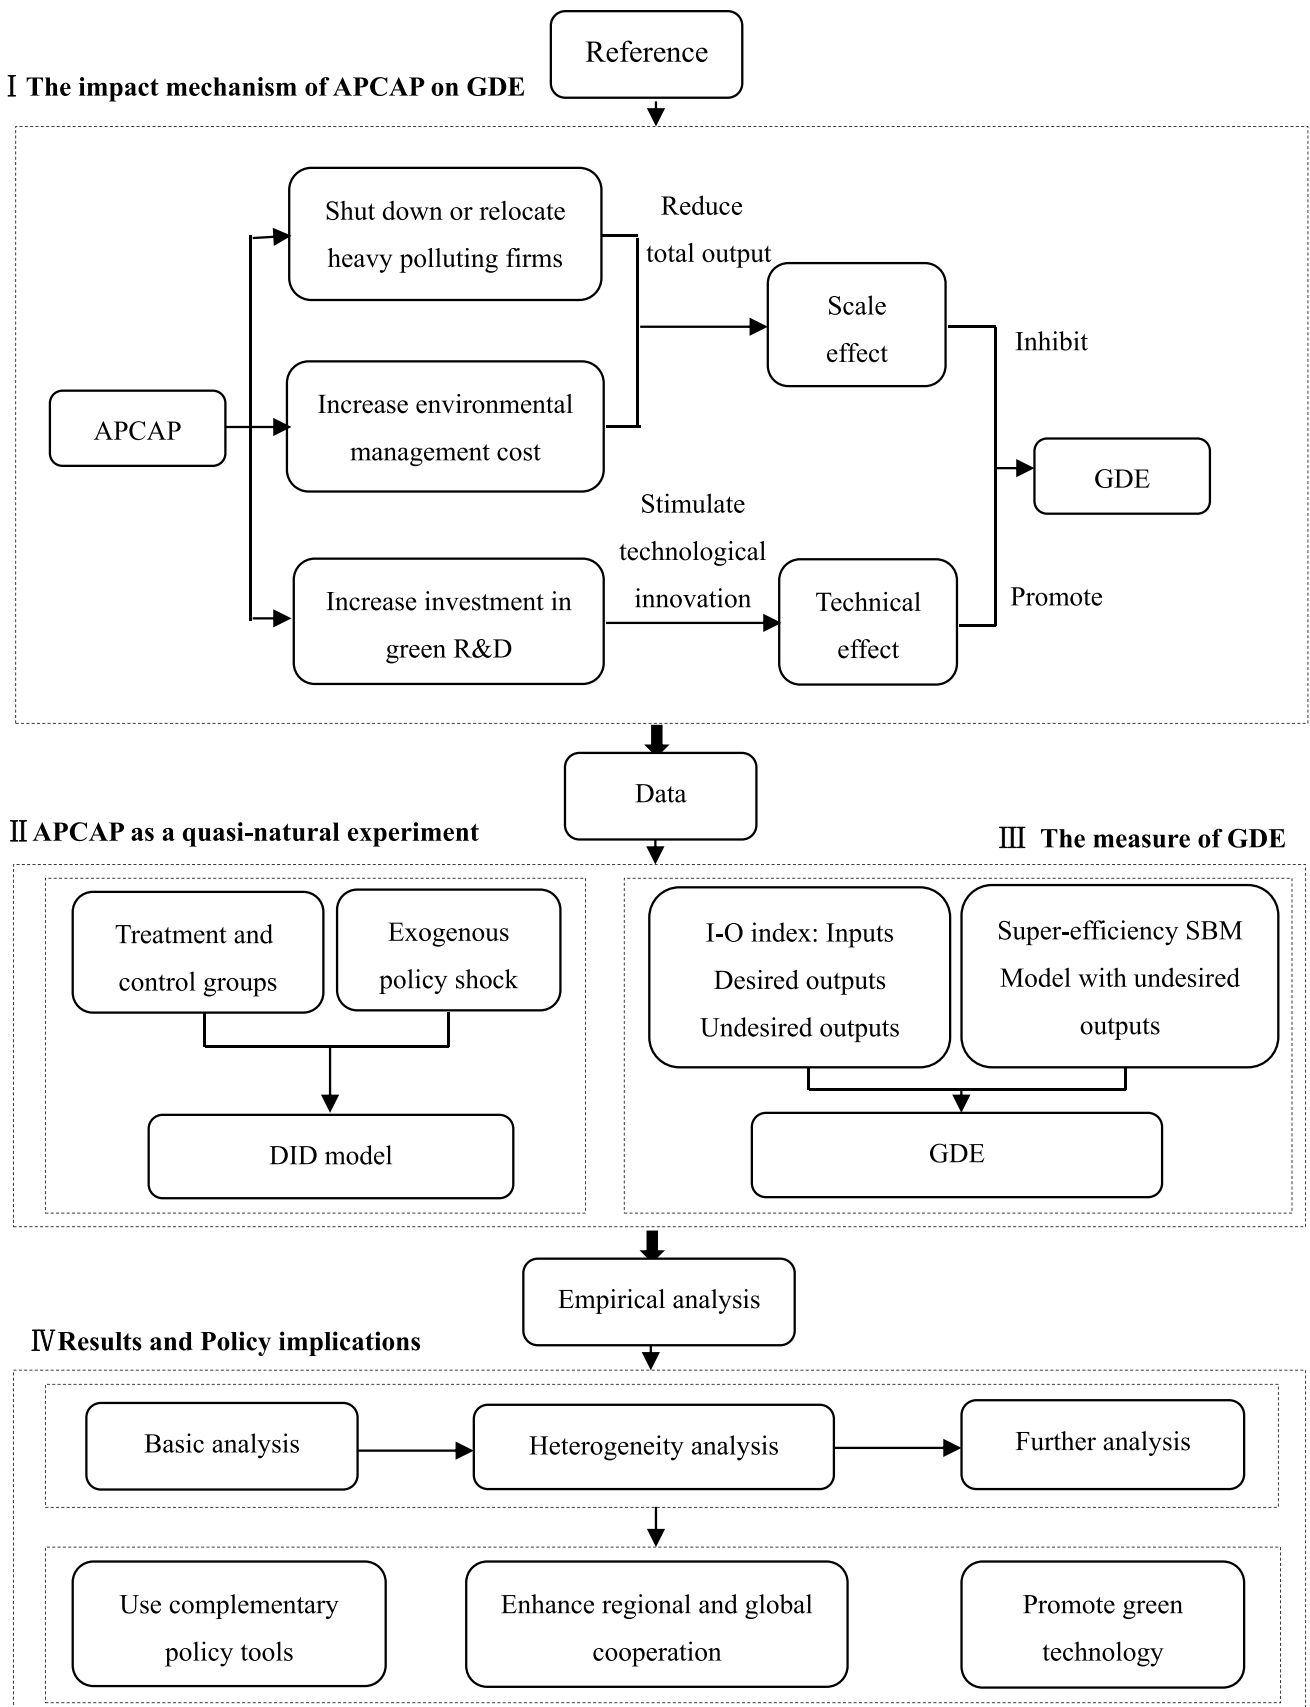 Reference
Ⅰ The impact mechanism of APCAP on GDE
Shut down or relocate
heavy polluting firms
Reduce
total output
Scale
effect
Inhibit
Increase environmental
management cost
APCAP
GDE
Stimulate
technological
innovation
Increase investment in
green R&D
Technical
effect
Promote
Data
Ⅱ APCAP as a quasi-natural experiment
Ⅲ The measure of GDE
Treatment and
control groups
Exogenous
policy shock
I-O index: Inputs
Desired outputs
Undesired outputs
Super-efficiency SBM
Model with undesired
outputs
DID model
GDE
Empirical analysis
Ⅳ Results and Policy implications
Basic analysis
Heterogeneity analysis
Further analysis
Use complementary
policy tools
Enhance regional and global
cooperation
Promote green
technology